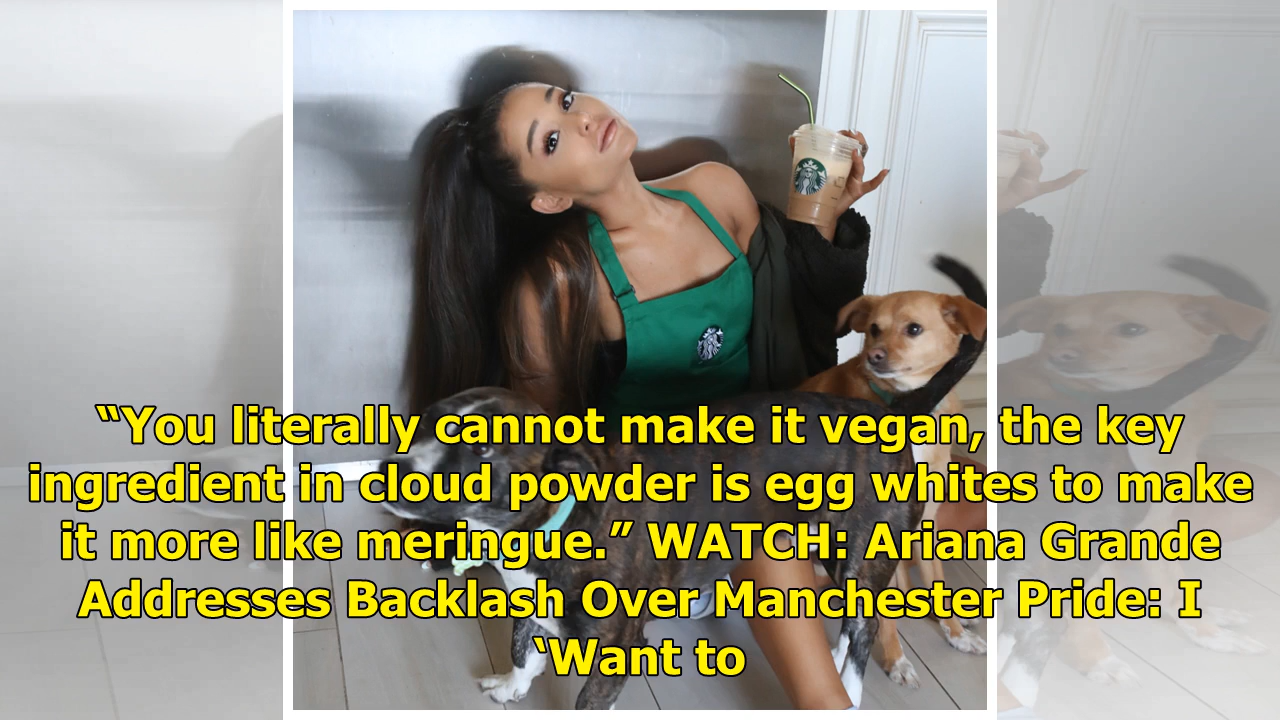 “You literally cannot make it vegan, the key
ingredient in cloud powder is egg whites to make
it more like meringue.” WATCH: Ariana Grande
Addresses Backlash Over Manchester Pride: I
‘Want to